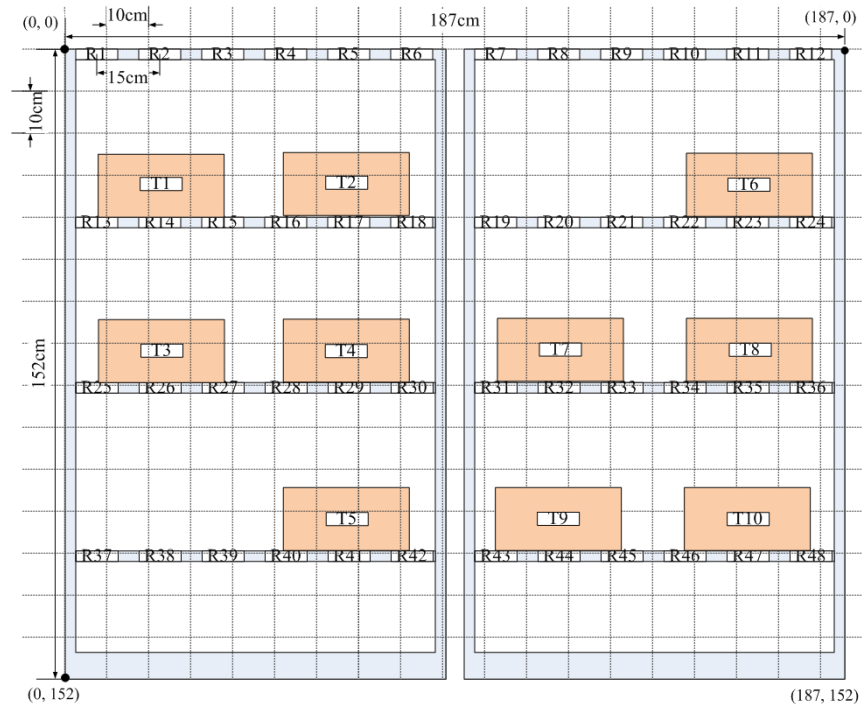 10cm
(0, 0)
187cm
(187, 0)
R1 R2 R3 R4 R5 R6 R7 R8 R9 R10 R11 R12
15cm
10cm
T1 T2 T6
R13 R14 R15 R16 R17 R18 R19 R20 R21 R22 R23 R24
152cm
T3 T4 T7 T8
R25 R26 R27 R28 R29 R30 R31 R32 R33 R34 R35 R36
T5 T9 T10
R37 R38 R39 R40 R41 R42 R43 R44 R45 R46 R47 R48
(0, 152)
(187, 152)